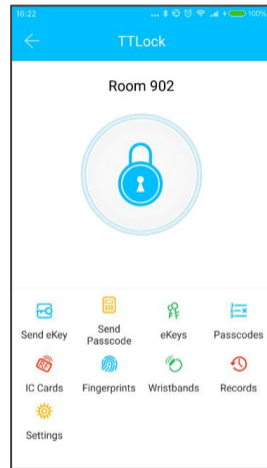 16:22
... 100%
TTLock
Room 902
Send eKey
Send Passcode
eKeys
Passcodes
IC Cards
Fingerprints
Wristbands
Records
Settings